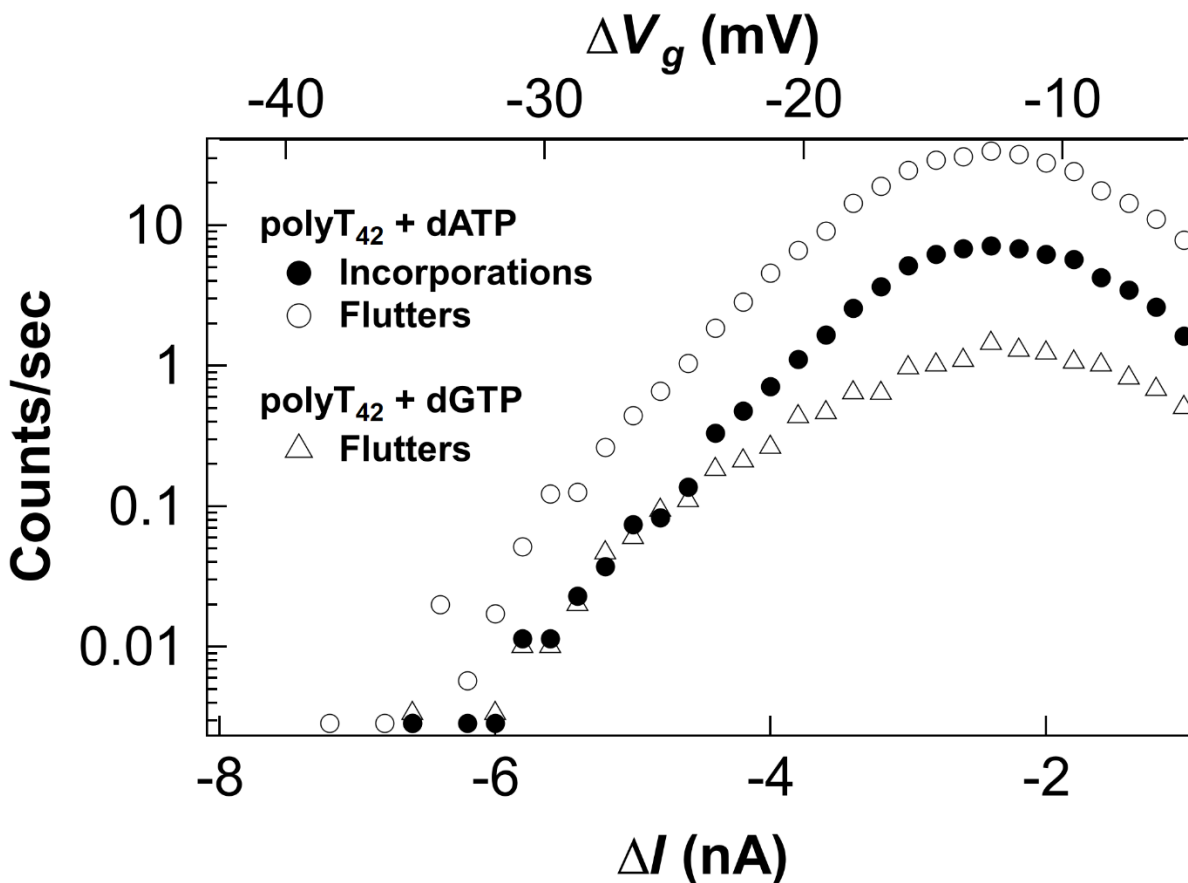 ΔVg (mV)
-40 -30 -20 -10
polyT42 + dATP
Incorporations
Flutters
polyT42 + dGTP
Flutters
Counts/sec
10
1
0.1
0.01
-8 -6 -4 -2
ΔI (nA)